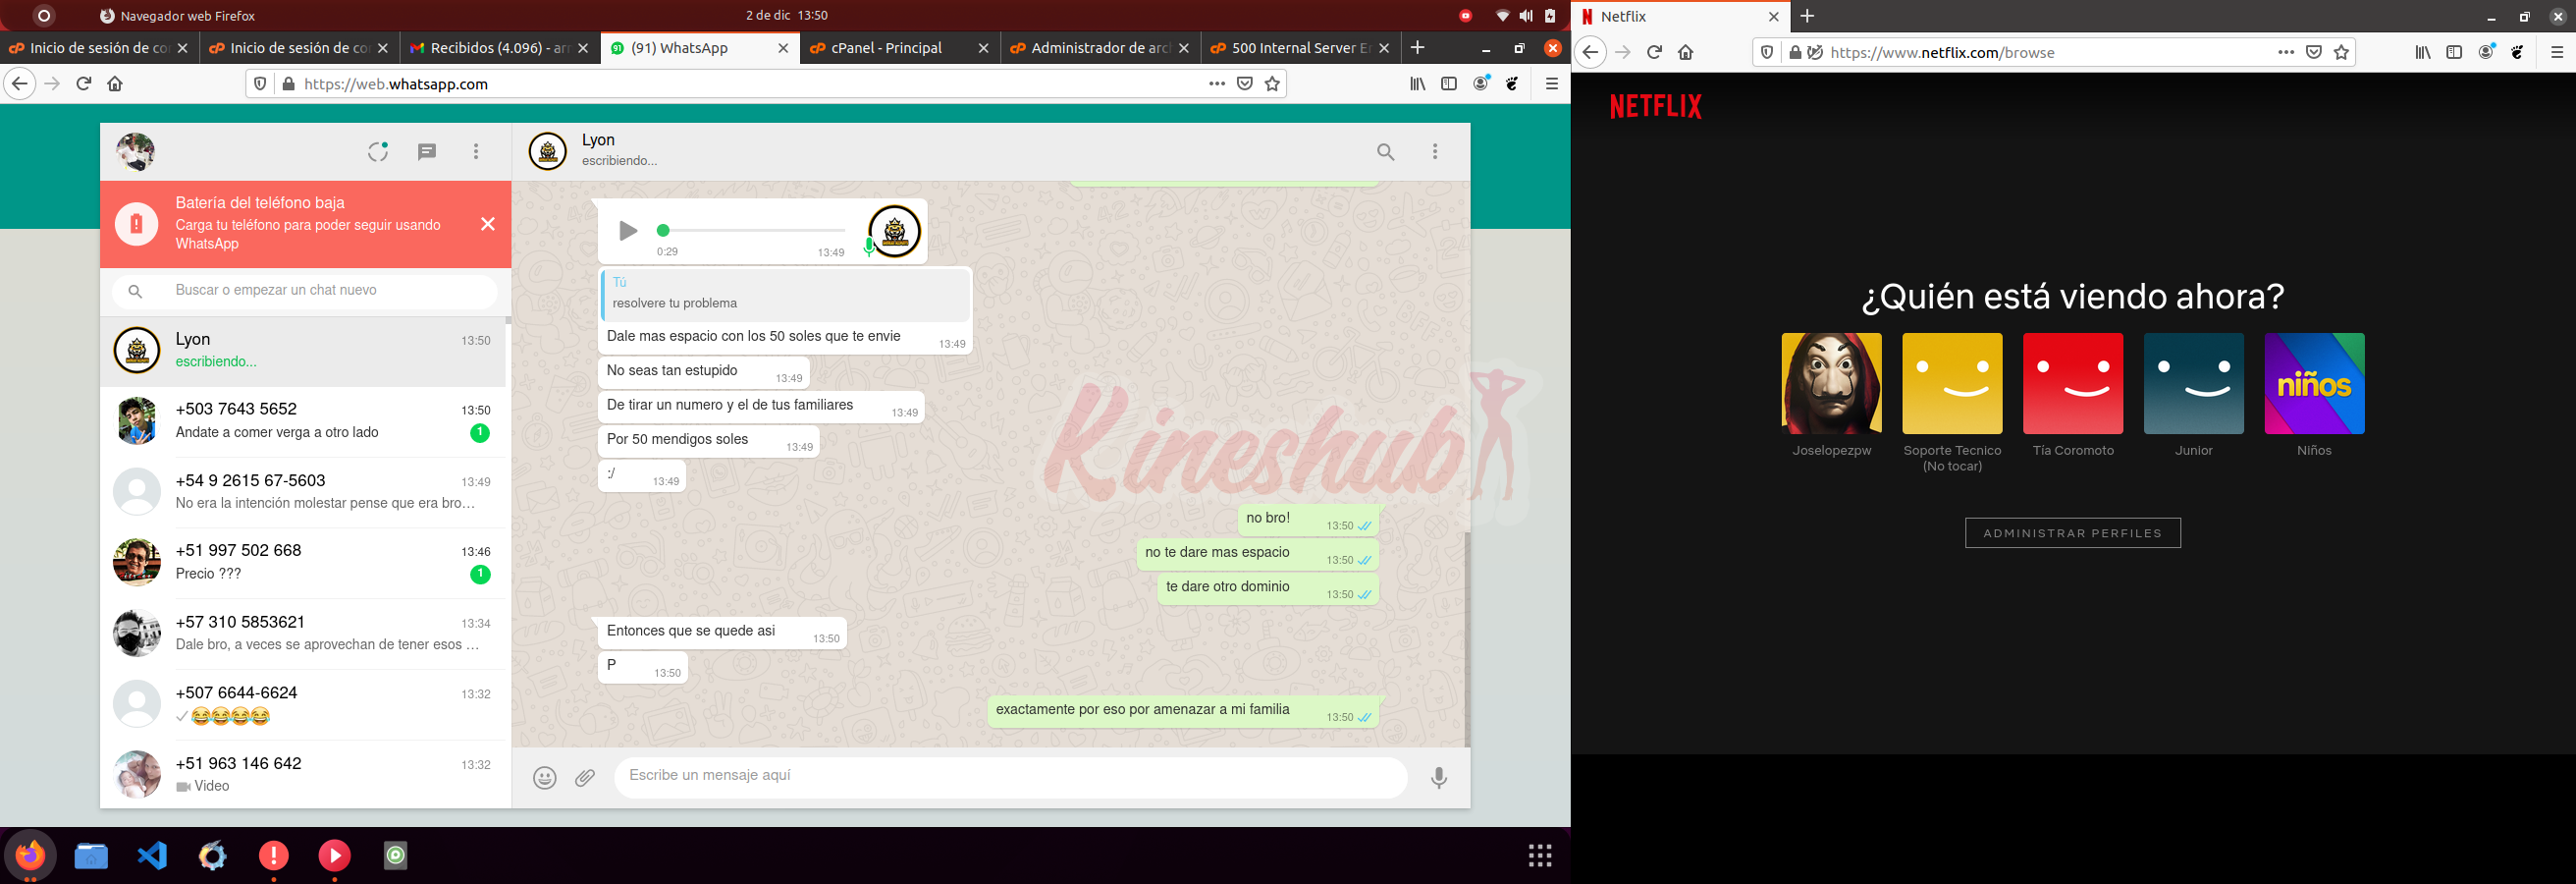 Navegador web Firefox
2 de dic 13:50
Inicio de sesión de co
Inicio de sesión de co
Recibidos (4.096) - arr
(91) WhatsApp
cPanel - Principal
Administrador de arch
500 Internal Server Er
https://web.whatsapp.com
Batería del teléfono baja
Carga tu teléfono para poder seguir usando
WhatsApp
Buscar o empezar un chat nuevo
Lyon
13:50
escribiendo...
+503 7643 5652
13:50
Andate a comer verga a otro lado
1
+54 9 2615 67-5603
13:49
No era la intención molestar pense que era bro…
+51 997 502 668
13:46
Precio ???
1
+57 310 5853621
13:34
Dale bro, a veces se aprovechan de tener esos …
+507 6644-6624
13:32
😂😂😂😂
+51 963 146 642
13:32
Video
Lyon
escribiendo...
0:29
13:49
Tú
resolvere tu problema
Dale mas espacio con los 50 soles que te envie
13:49
No seas tan estupido
13:49
De tirar un numero y el de tus familiares
13:49
Por 50 mendigos soles
13:49
:/
13:49
Kineshub
no bro!
13:50
no te dare mas espacio
13:50
te dare otro dominio
13:50
Entonces que se quede asi
13:50
P
13:50
exactamente por eso por amenazar a mi familia
13:50
Escribe un mensaje aquí
Netflix
https://www.netflix.com/browse
NETFLIX
¿Quién está viendo ahora?
niños
Joselopezpw
Soporte Tecnico
(No tocar)
Tía Coromoto
Junior
Niños
ADMINISTRAR PERFILES